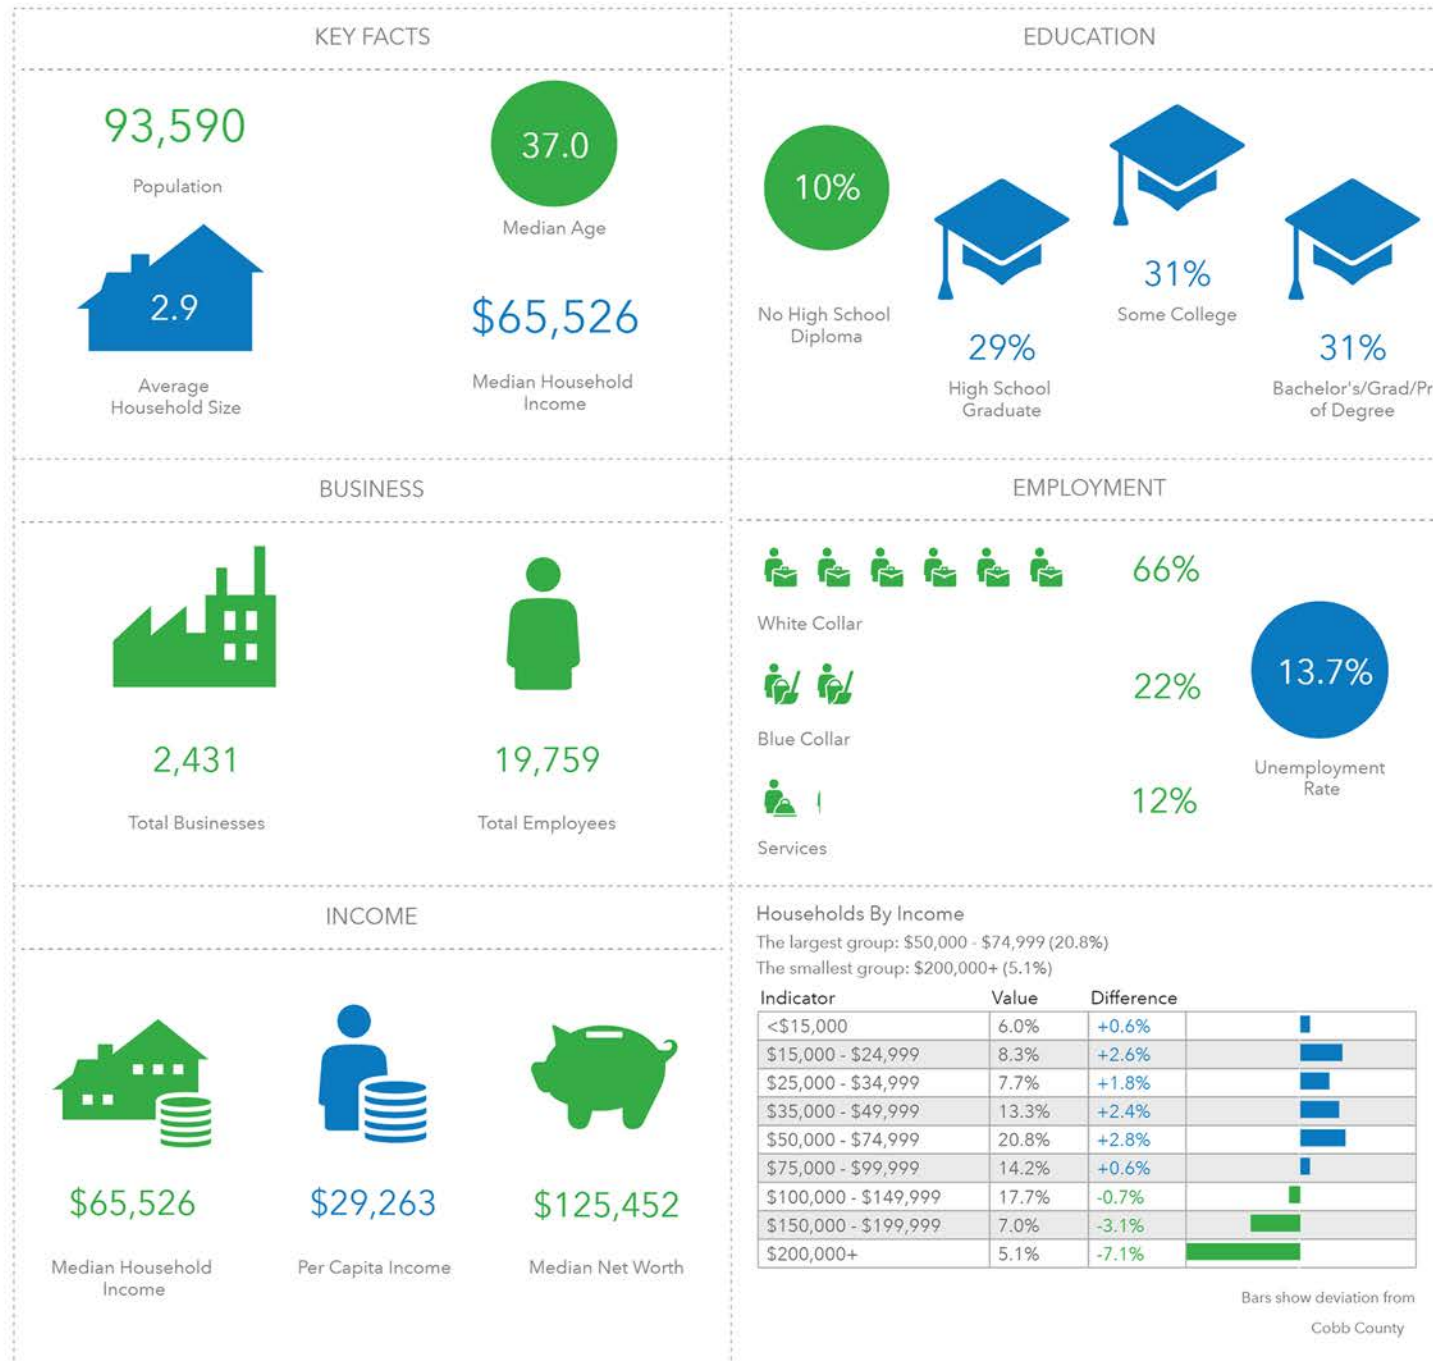 KEY FACTS
93,590
Population
37.0
Median Age
2.9
Average
Household Size
$65,526
Median Household
Income
EDUCATION
10%
No High School
Diploma
29%
High School
Graduate
31%
Some College
31%
Bachelor's/Grad/Pr
of Degree
BUSINESS
2,431
Total Businesses
19,759
Total Employees
EMPLOYMENT
66%
White Collar
22%
Blue Collar
12%
Services
13.7%
Unemployment
Rate
INCOME
$65,526
Median Household
Income
$29,263
Per Capita Income
$125,452
Median Net Worth
Households By Income
The largest group: $50,000 - $74,999 (20.8%)
The smallest group: $200,000+ (5.1%)
Indicator Value Difference
<$15,000 6.0% +0.6%
$15,000 - $24,999 8.3% +2.6%
$25,000 - $34,999 7.7% +1.8%
$35,000 - $49,999 13.3% +2.4%
$50,000 - $74,999 20.8% +2.8%
$75,000 - $99,999 14.2% +0.6%
$100,000 - $149,999 17.7% -0.7%
$150,000 - $199,999 7.0% -3.1%
$200,000+ 5.1% -7.1%
Bars show deviation from
Cobb County